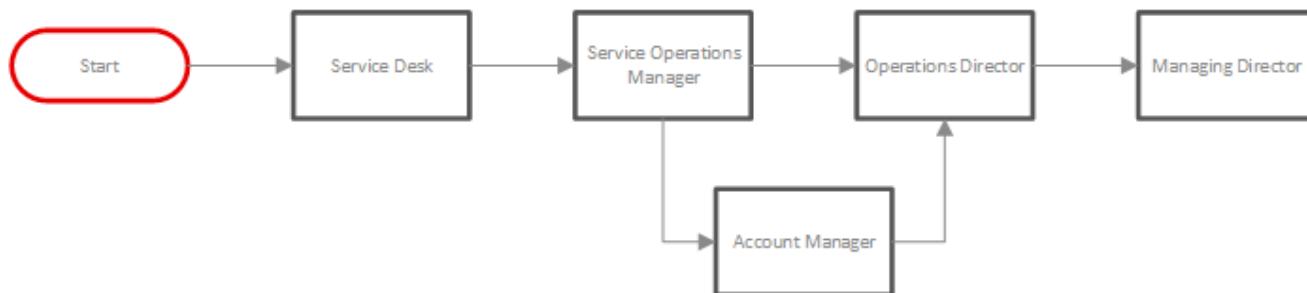 Start
Service Desk
Service Operations
Manager
Operations Director
Managing Director
Account Manager